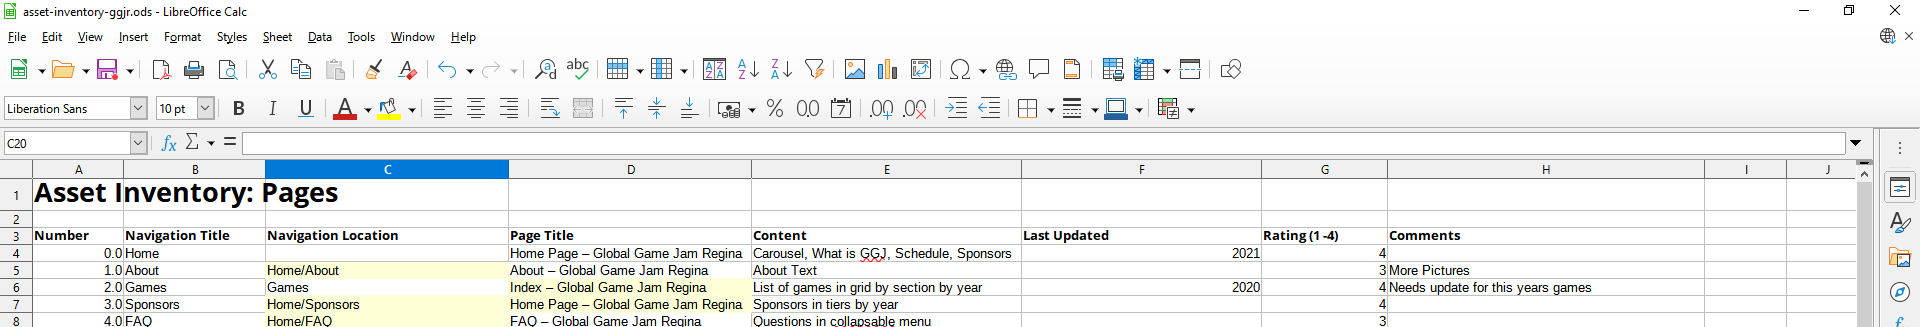 asset-inventory-ggjr.ods - LibreOffice Calc
File Edit View Insert Format Styles Sheet Data Tools Window Help
Liberation Sans 10 pt
C20
A B C D E F G H I J
1 Asset Inventory: Pages
2
3 Number Navigation Title Navigation Location Page Title Content Last Updated Rating (1 -4) Comments
4 0.0 Home Home Page – Global Game Jam Regina Carousel, What is GGJ, Schedule, Sponsors 2021 4
5 1.0 About Home/About About – Global Game Jam Regina About Text 3 More Pictures
6 2.0 Games Games Index – Global Game Jam Regina List of games in grid by section by year 2020 4 Needs update for this years games
7 3.0 Sponsors Home/Sponsors Home Page – Global Game Jam Regina Sponsors in tiers by year 4
8 4.0 FAQ Home/FAQ FAQ – Global Game Jam Regina Questions in collapsable menu 3